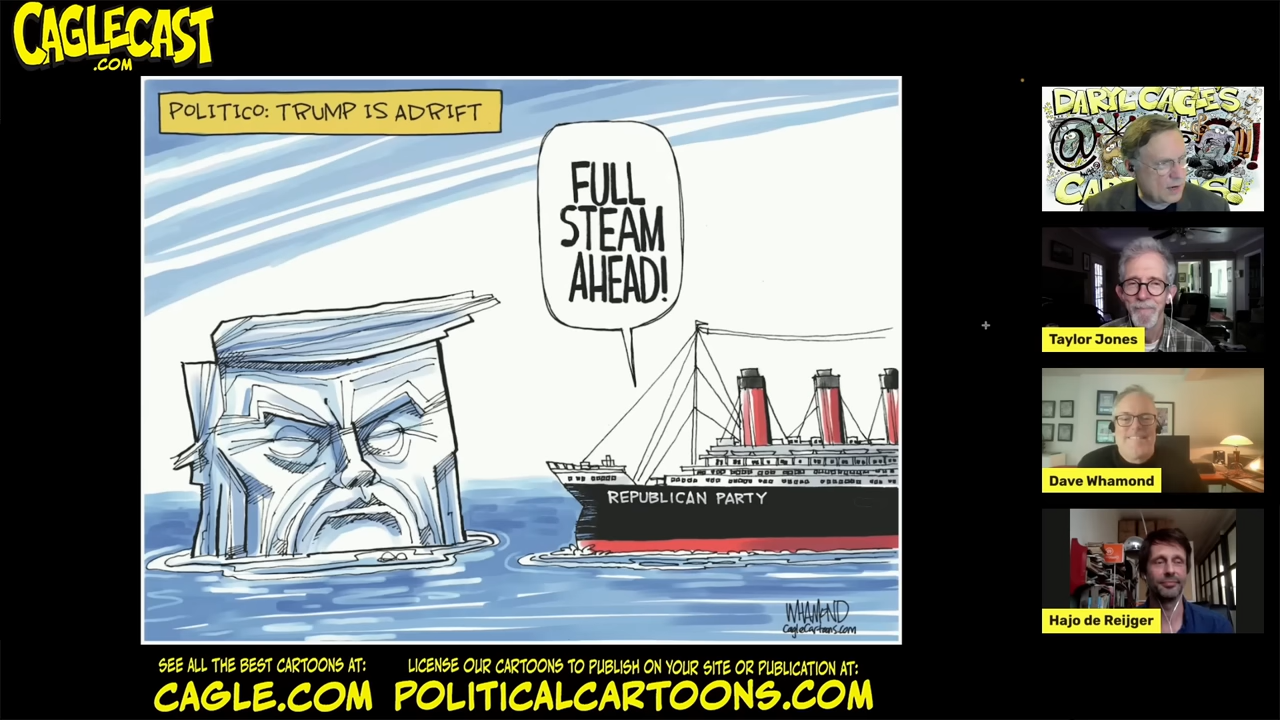 CAGLECAST
.COM
POLITICO: TRUMP IS ADRIFT
FULL
STEAM
AHEAD!
REPUBLICAN PARTY
WHAMOND
CagleCartoons.com
DARYL CAGLE'S
Taylor Jones
Dave Whamond
Hajo de Reijger
SEE ALL THE BEST CARTOONS AT:
CAGLE.COM
LICENSE OUR CARTOONS TO PUBLISH ON YOUR SITE OR PUBLICATION AT:
POLITICALCARTOONS.COM